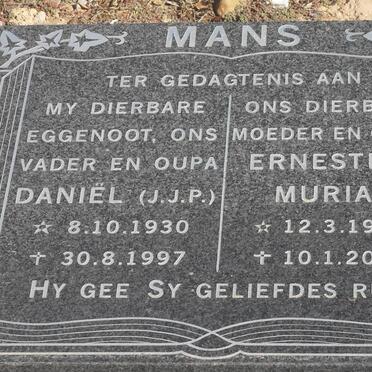 MANS
TER GEDAGTENIS AAN
MY DIERBARE
EGGENOOT, ONS
VADER EN OUPA
DANIËL (J.J.P.)
☆ 8.10.1930
✝ 30.8.1997
ONS DIERB
MOEDER EN
ERNEST
MURIA
☆ 12.3.19
✝ 10.1.20
HY GEE SY GELIEFDES R